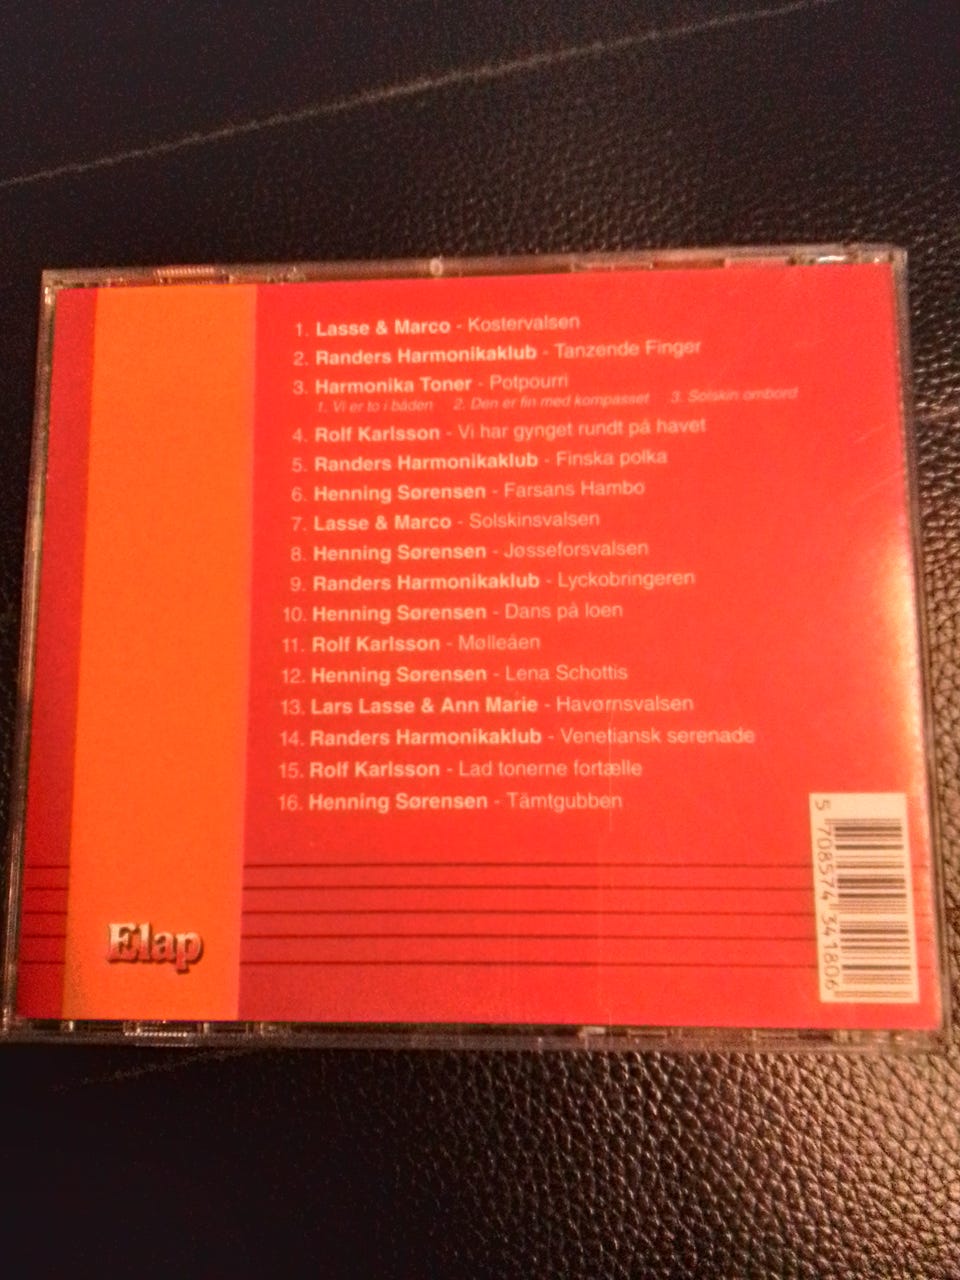 1. Lasse & Marco - Kostervalsen
2. Randers Harmonikaklub - Tanzende Finger
3. Harmonika Toner - Potpourri
1. Vi er to i båden 2. Den er fin med kompasset 3. Solskin ombord
4. Rolf Karlsson - Vi har gynget rundt på havet
5. Randers Harmonikaklub - Finska polka
6. Henning Sørensen - Farsans Hambo
7. Lasse & Marco - Solskinsvalsen
8. Henning Sørensen - Jøsseforsvalsen
9. Randers Harmonikaklub - Lyckobringeren
10. Henning Sørensen - Dans på loen
11. Rolf Karlsson - Mølleåen
12. Henning Sørensen - Lena Schottis
13. Lars Lasse & Ann Marie - Havørnsvalsen
14. Randers Harmonikaklub - Venetiansk serenade
15. Rolf Karlsson - Lad tonerne fortælle
16. Henning Sørensen - Tämtgubben
Elap
5 708574 341806